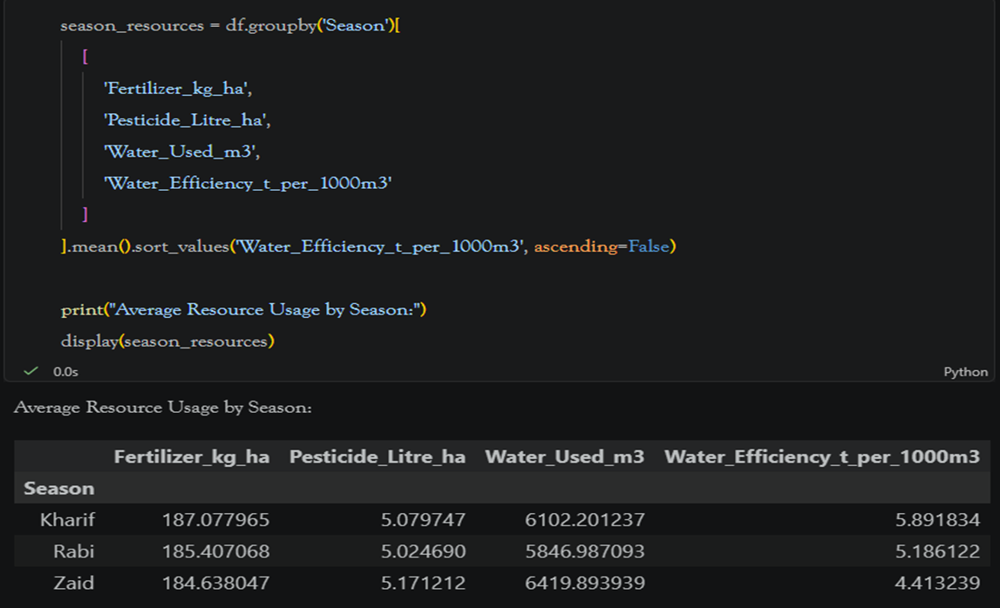 season_resources = df.groupby('Season')[
[
'Fertilizer_kg_ha',
'Pesticide_Litre_ha',
'Water_Used_m3',
'Water_Efficiency_t_per_1000m3'
]
].mean().sort_values('Water_Efficiency_t_per_1000m3', ascending=False)
print("Average Resource Usage by Season:")
display(season_resources)
0.0s Python
Average Resource Usage by Season:
Fertilizer_kg_ha Pesticide_Litre_ha Water_Used_m3 Water_Efficiency_t_per_1000m3
Season
Kharif 187.077965 5.079747 6102.201237 5.891834
Rabi 185.407068 5.024690 5846.987093 5.186122
Zaid 184.638047 5.171212 6419.893939 4.413239